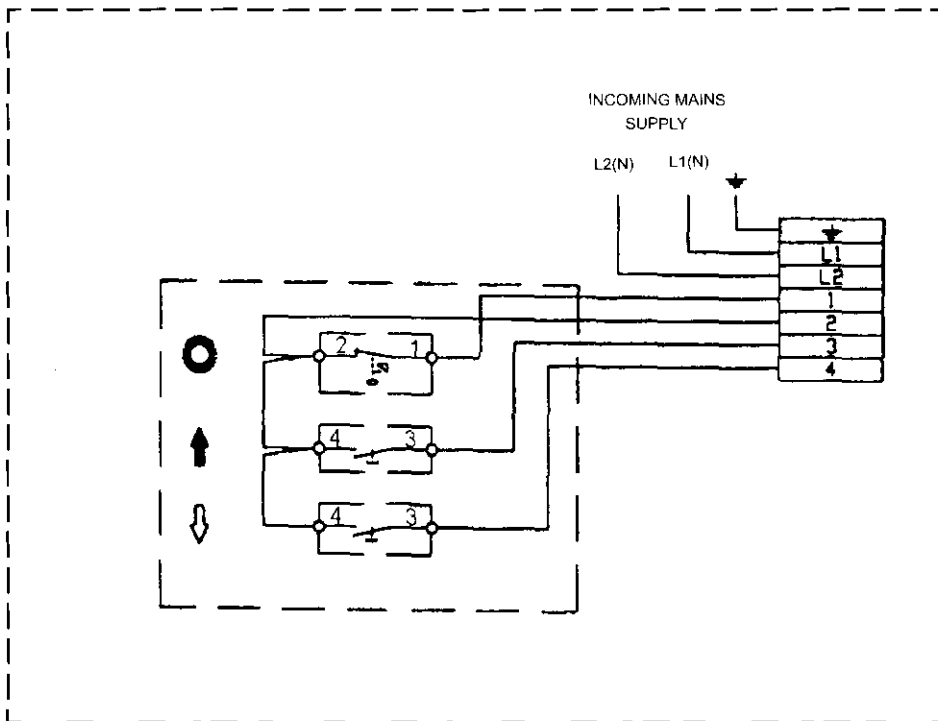 INCOMING MAINS
SUPPLY
L2(N) L1(N)
L1
L2
1
2
3
4
2 1
4 3
4 3